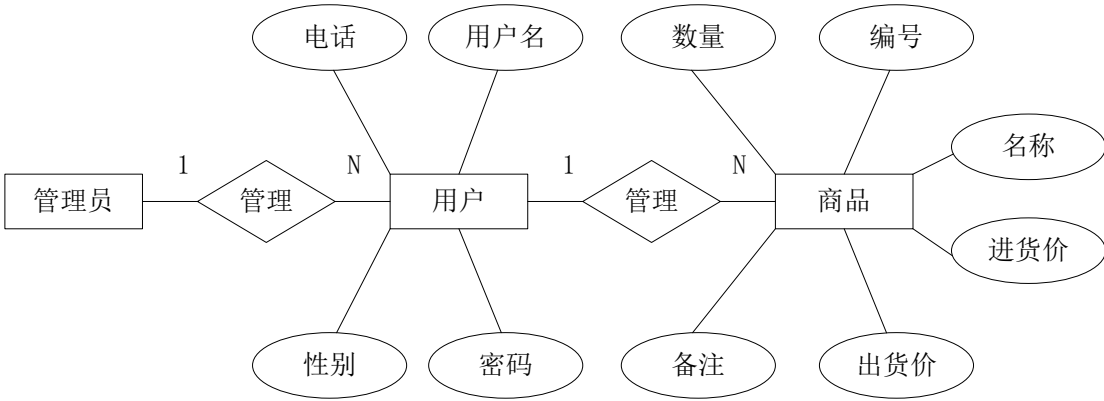 电话
用户名
数量
编号
名称
1
N
1
N
管理员
管理
用户
管理
商品
进货价
性别
密码
备注
出货价